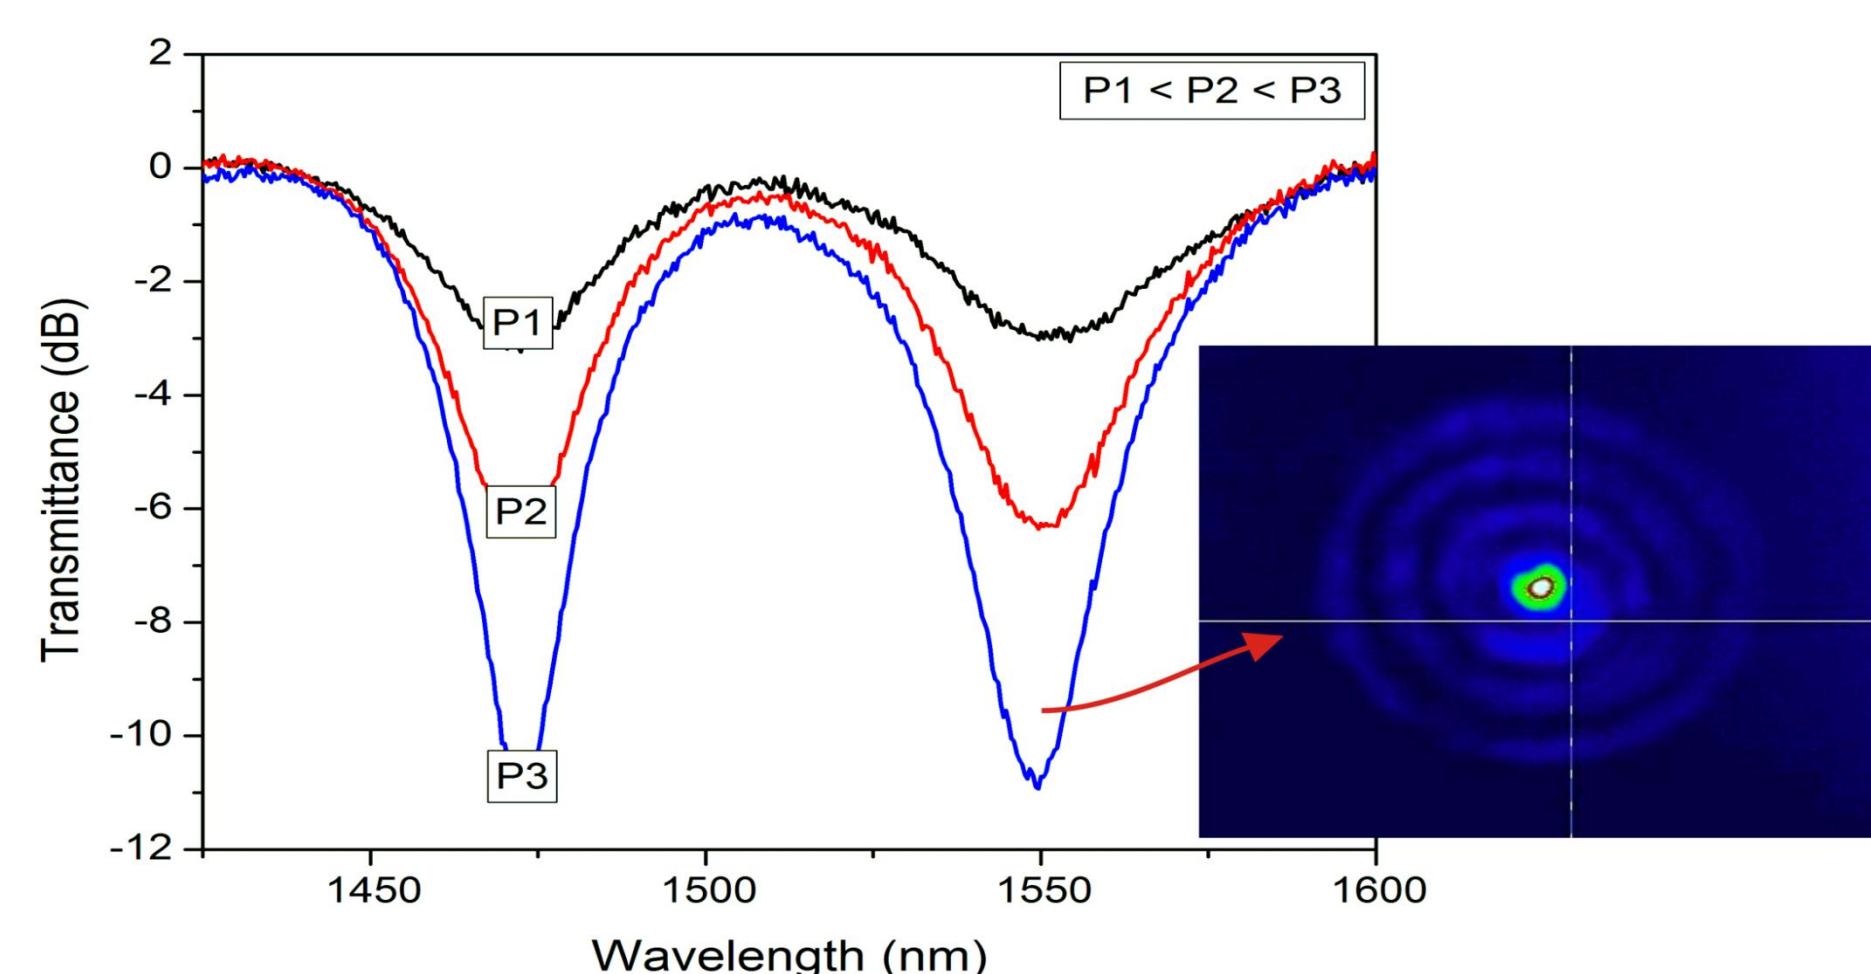 2
0
-2
-4
-6
-8
-10
-12
Transmittance (dB)
P1 < P2 < P3
P1
P2
P3
1450
1500
1550
1600
Wavelength (nm)